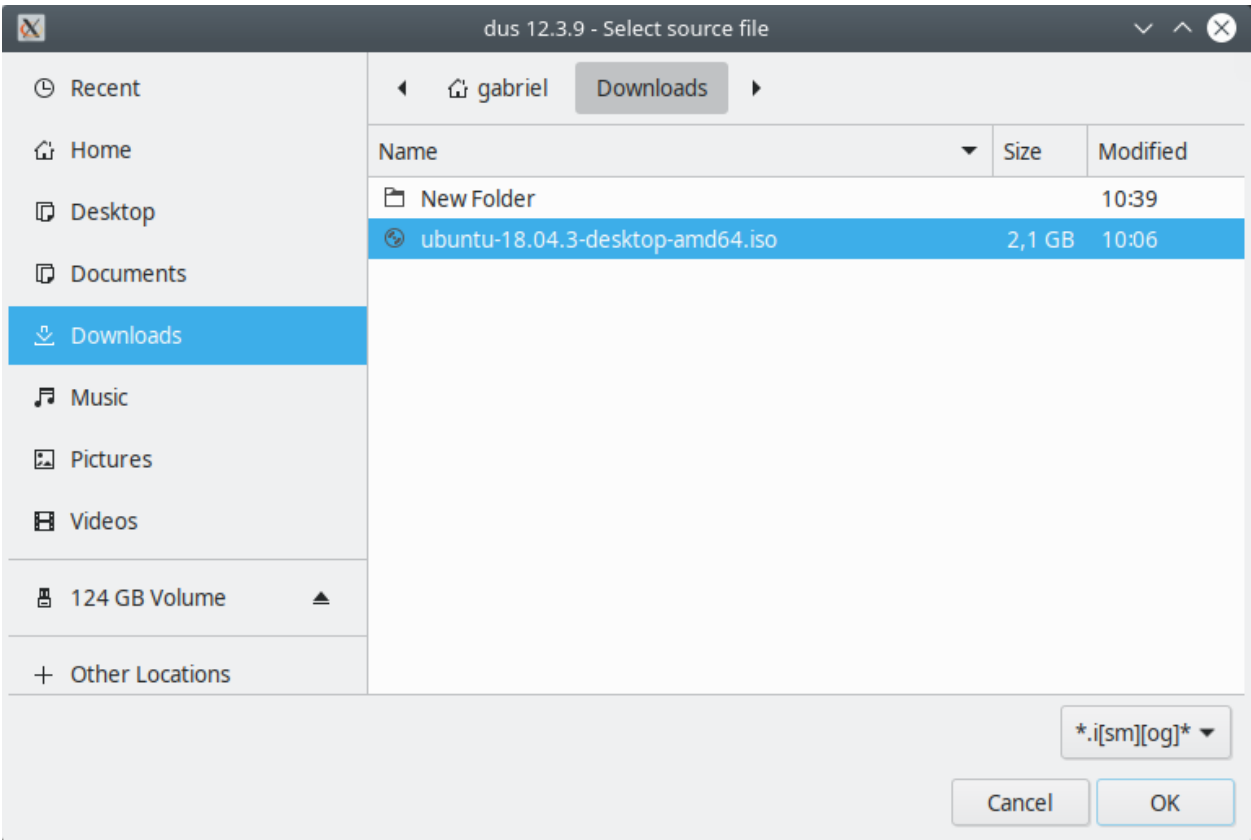 dus 12.3.9 - Select source file
Recent
Home
Desktop
Documents
Downloads
Music
Pictures
Videos
124 GB Volume
Other Locations
gabriel Downloads
Name Size Modified
New Folder 10:39
ubuntu-18.04.3-desktop-amd64.iso 2,1 GB 10:06
*.i[sm][og]*
Cancel OK